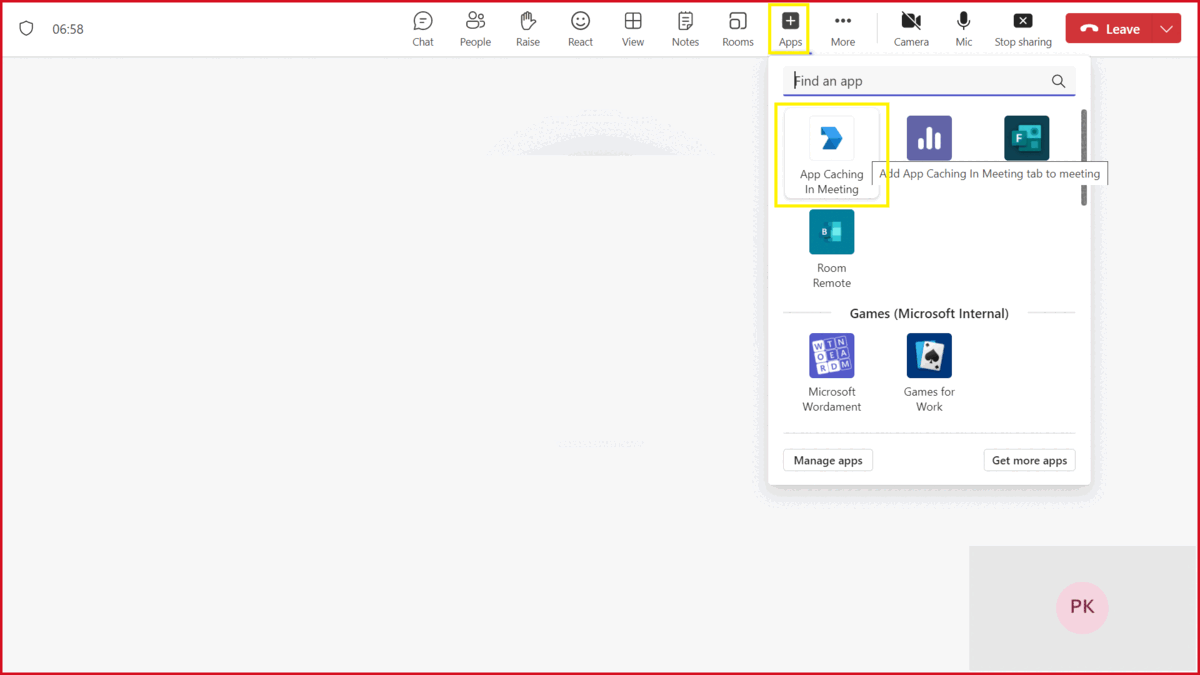 06:58
Chat
People
Raise
React
View
Notes
Rooms
Apps
More
Camera
Mic
Stop sharing
Leave
Find an app
F
App Caching
In Meeting
Add App Caching In Meeting tab to meeting
B
Room
Remote
Games (Microsoft Internal)
W T N
O E A
R D M
Microsoft
Wordament
Games for
Work
Manage apps
Get more apps
PK